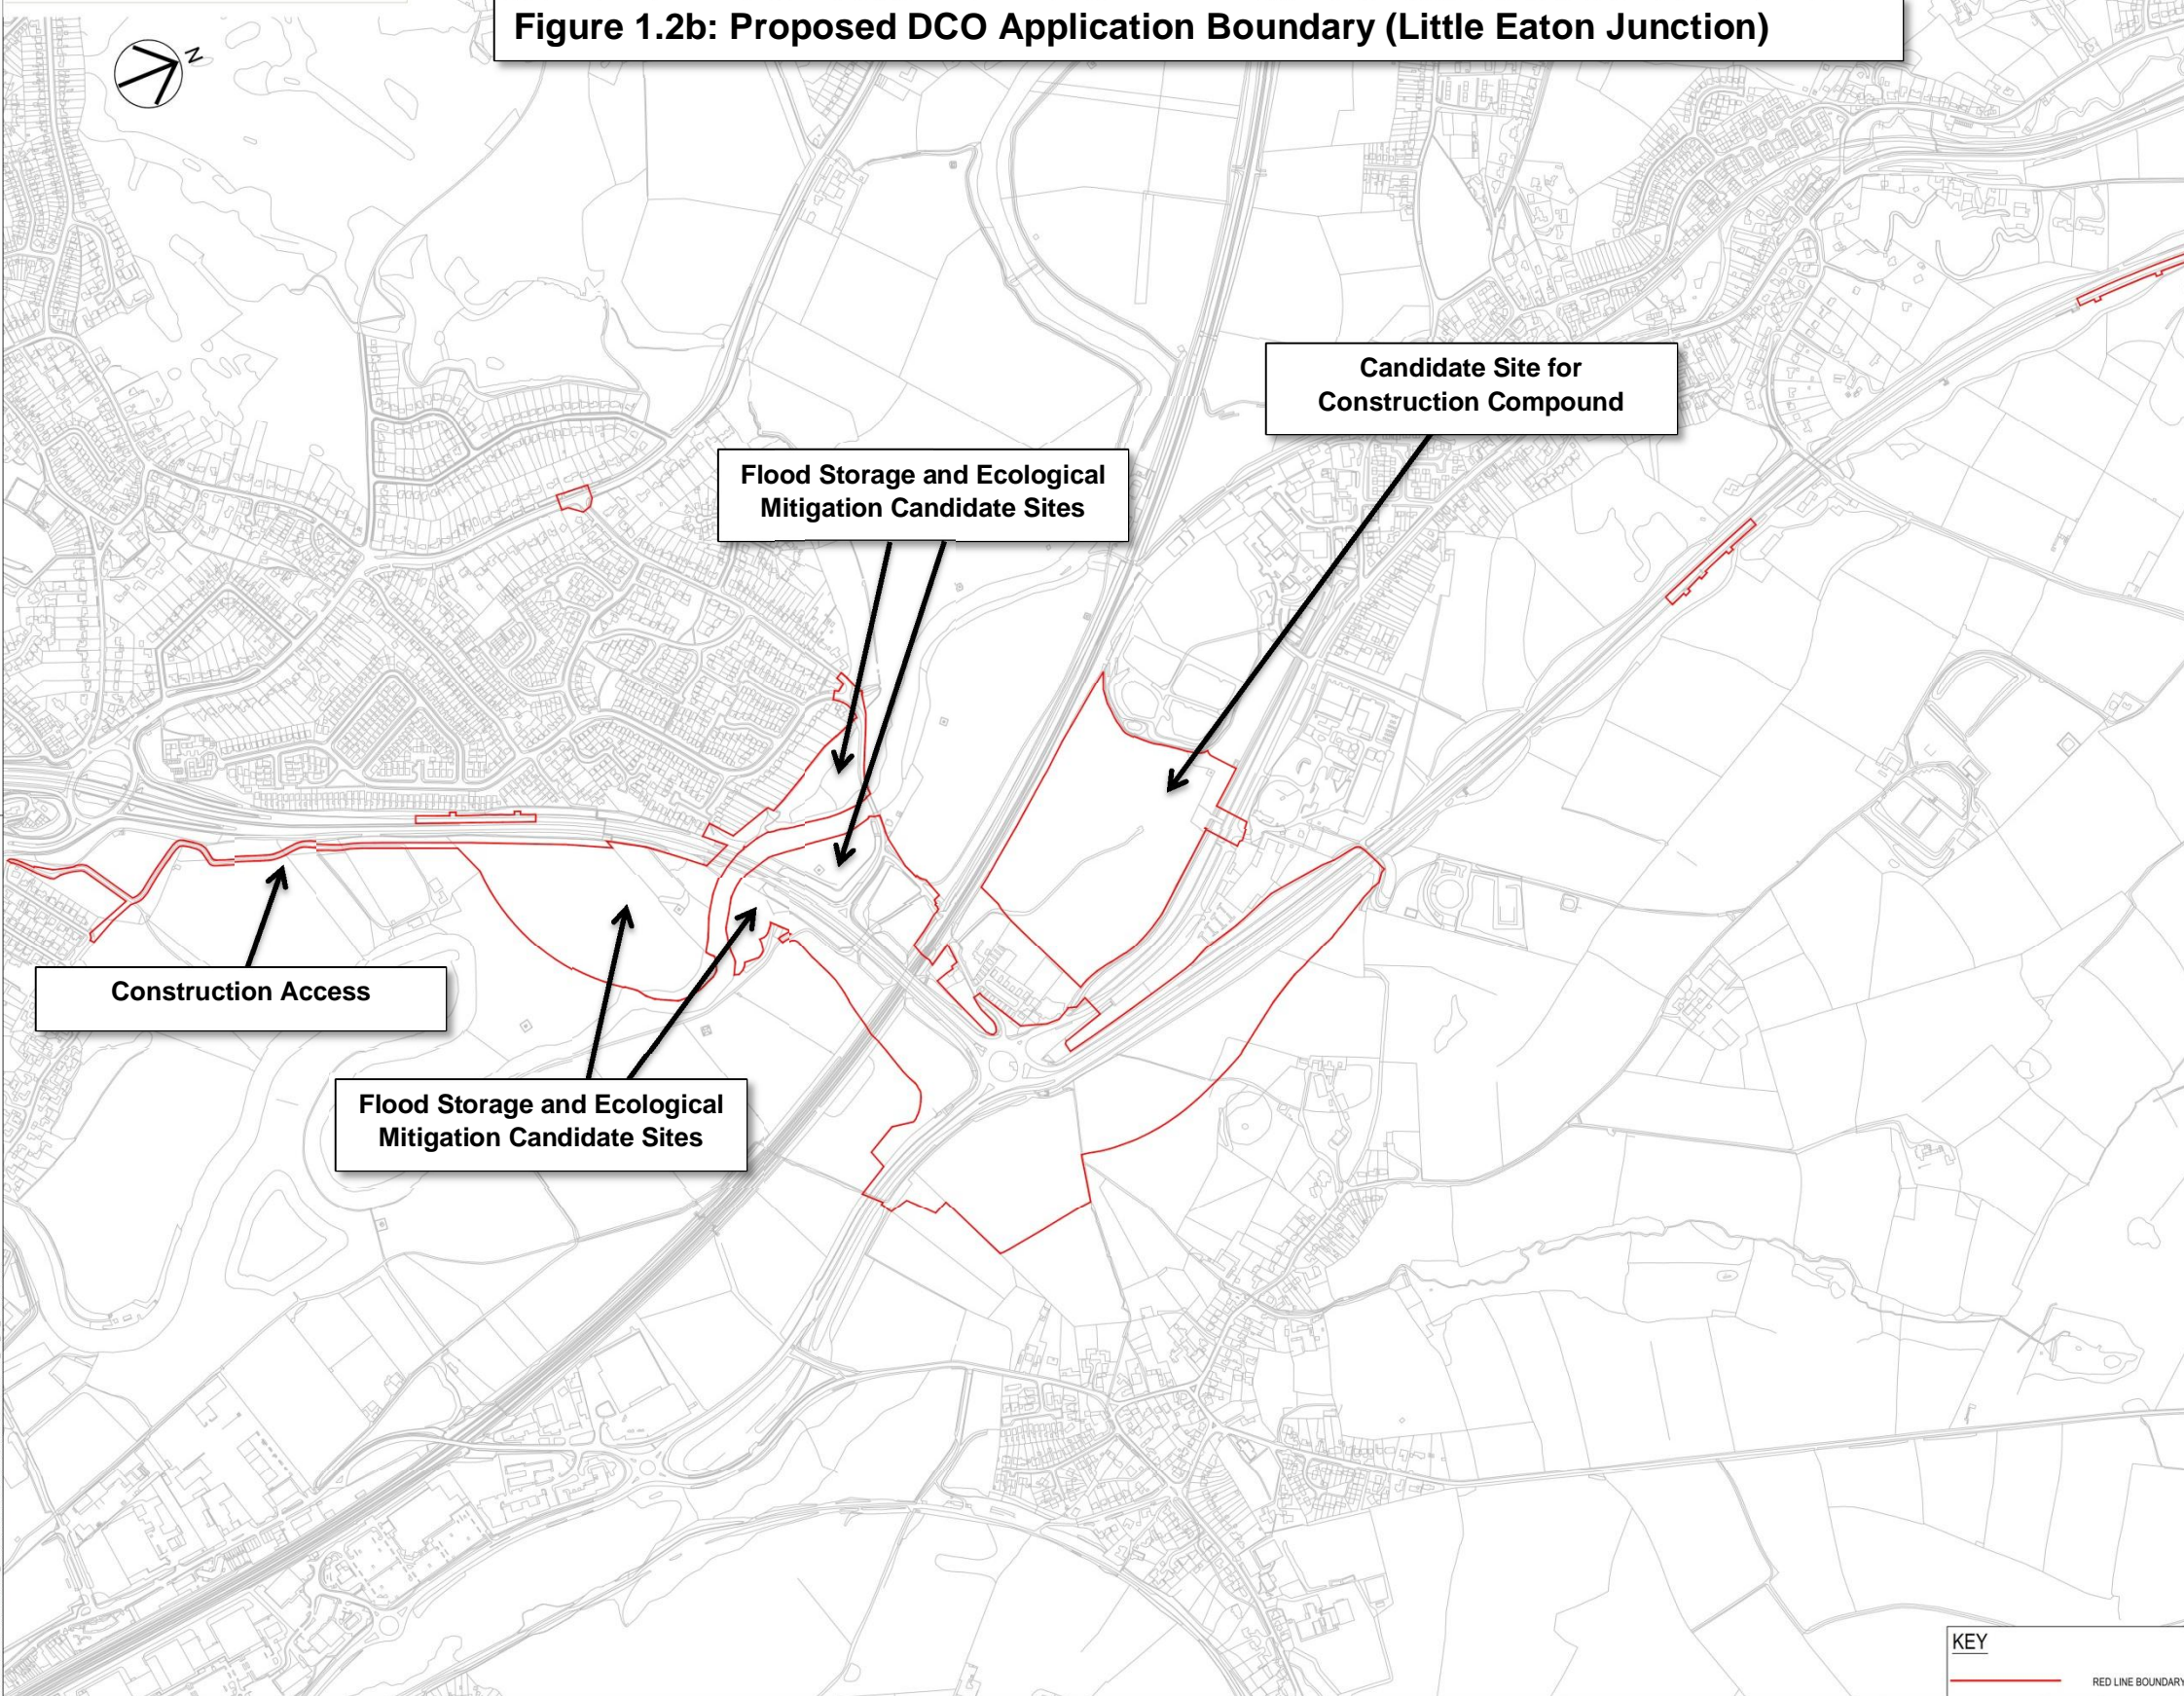 Figure 1.2b: Proposed DCO Application Boundary (Little Eaton Junction)
N
Candidate Site for
Construction Compound
Flood Storage and Ecological
Mitigation Candidate Sites
Construction Access
Flood Storage and Ecological
Mitigation Candidate Sites
KEY
RED LINE BOUNDARY